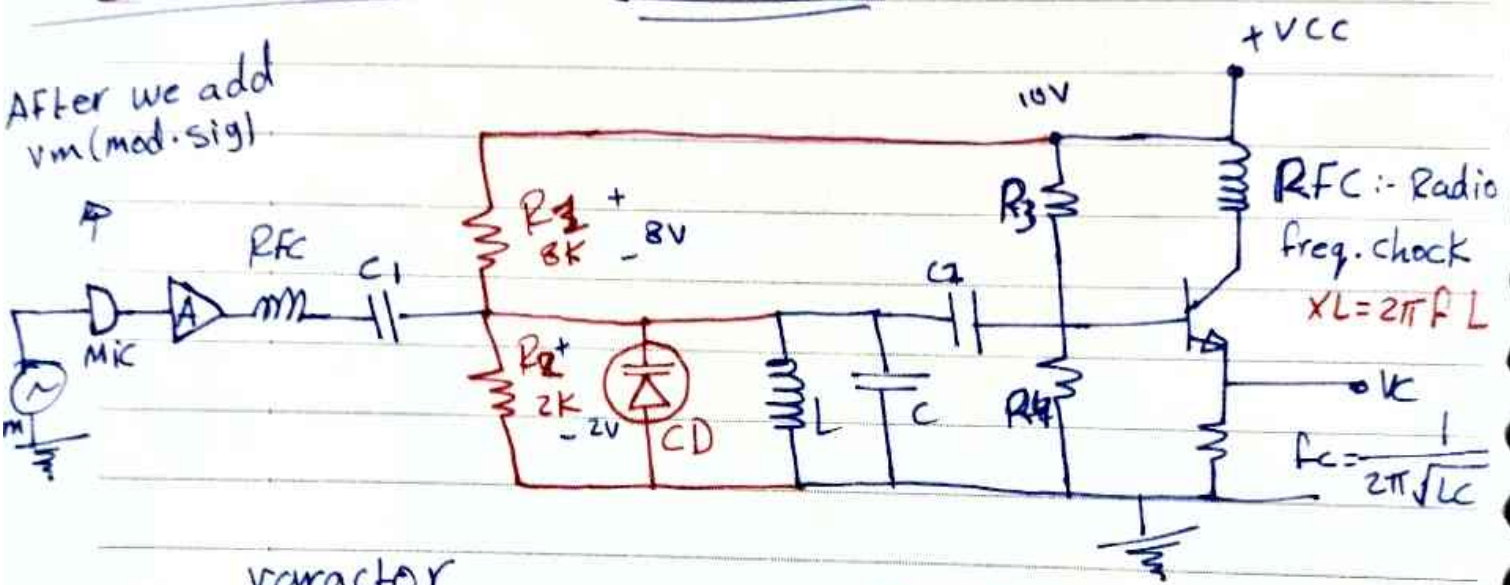 After we add
vm(mod.sig)
+VCC
10V
RFC :- Radio
freq. chock
XL=2πfL
R1 +
8K - 8V
R3
RFC
C1
C2
A
Mic
R2 +
2K - 2V
CD
L
C
R4
VC
fc = 1/2π√LC
m
varactor